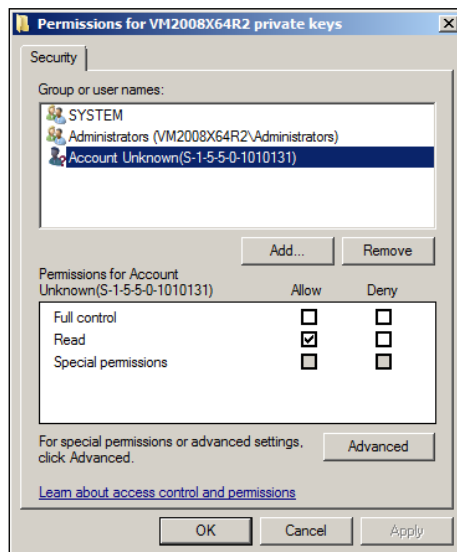 Permissions for VM2008X64R2 private keys
Security
Group or user names:
SYSTEM
Administrators (VM2008X64R2\Administrators)
Account Unknown(S-1-5-5-0-1010131)
Add...
Remove
Permissions for Account
Unknown(S-1-5-5-0-1010131)
Allow
Deny
Full control
Read
Special permissions
For special permissions or advanced settings,
click Advanced.
Advanced
Learn about access control and permissions
OK
Cancel
Apply